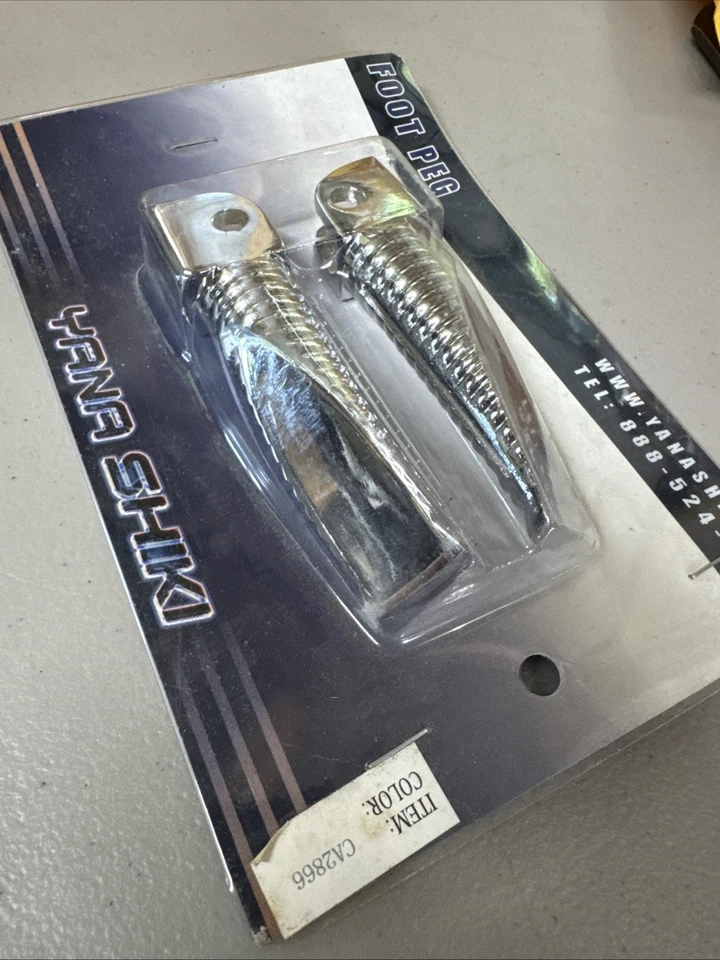 FOOT PEG
YANA SHIKI
WWW.YANASH
TEL: 888-524-
ITEM: CA2866
COLOR: